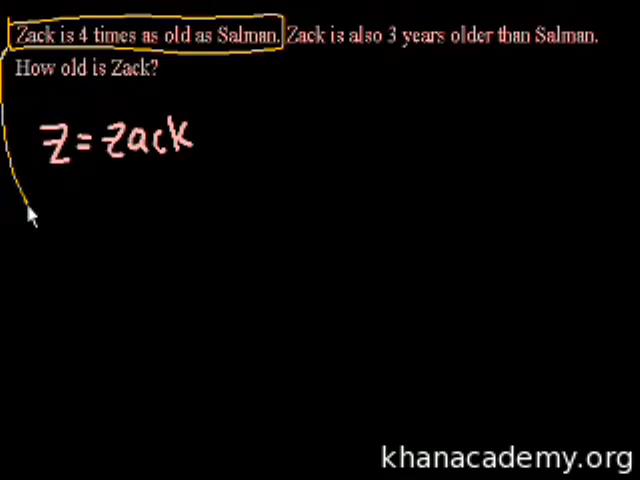 Zack is 4 times as old as Salman. Zack is also 3 years older than Salman.
How old is Zack?
Z = Zack
khanacademy.org